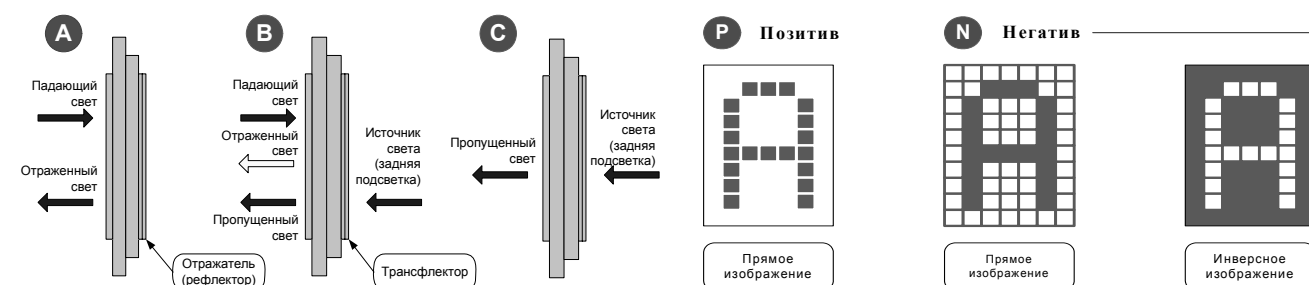 A
Падающий
свет
Отраженный
свет
Отражатель
(рефлектор)
B
Падающий
свет
Отраженный
свет
Пропущенный
свет
Источник
света
(задняя
подсветка)
Трансфлектор
C
Пропущенный
свет
Источник
света
(задняя
подсветка)
P Позитив
Прямое
изображение
N Негатив
Прямое
изображение
Инверсное
изображение